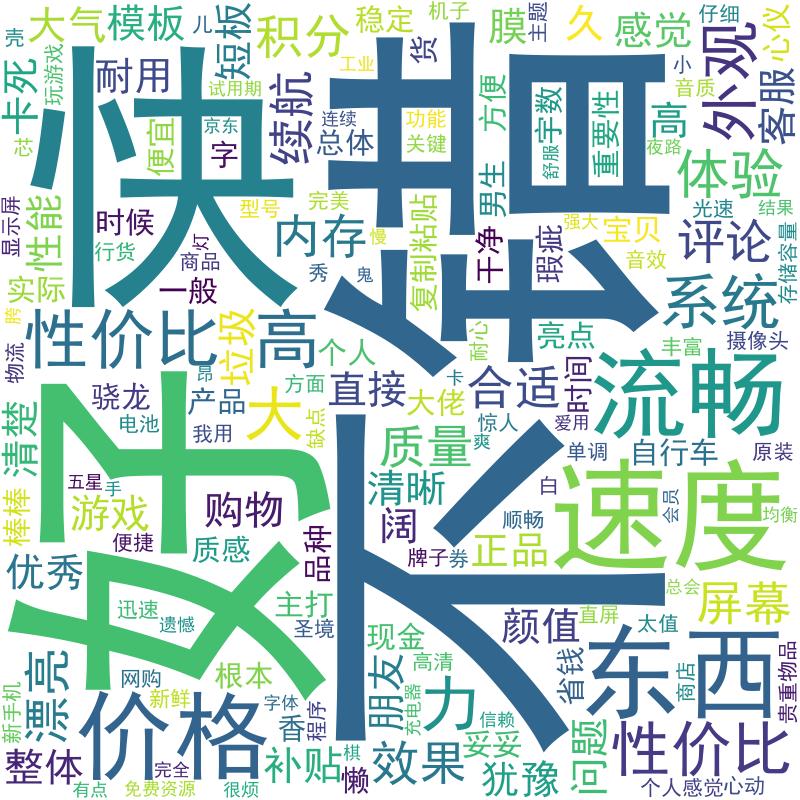 壳
大气
模板
儿
短板
积分
稳定
机子
膜
主题
久
感觉
仔细
外观
心仪
卡死
玩游戏
耐用
试用期
续航
工业
货
方便
舒服
字数
重要性
小
高
音质
夜路
客服
芯
快
便宜
京东
字
连续
总体
功能
关键
不错
男生
体验
显示屏
性能
时候
行货
灯
商品
型号
完美
内存
慢
复制粘贴
干净
瑕疵
强大
宝贝
音效
光速
结果
评论
存储容量
实际
一般
秀
鬼
系统
胯
物流
性价比
垃圾
高
个人
耐心
亮点
丰富
摄像头
骁龙
昂
产品
方面
大
缺点
直接
卡
大佬
合适
时间
流畅
清楚
电池
我用
好
质量
惊人
爱用
爽
单调
自行车
原装
五星
手
棒棒
游戏
购物
清晰
阔
白
速度
会员
均衡
便捷
质感
品种
牌子
券
顺畅
正品
优秀
迅速
遗憾
主打
圣境
现金
颜值
直屏
总会
太值
屏幕
漂亮
网购
根本
朋友
高清
充电器
力
省钱
东西
商店
贵重物品
新手机
价格
新鲜
字体
香
程序
信赖
妥妥
问题
性价比
整体
完全
补贴
棋
懒
效果
犹豫
有点
免费资源
很烦
个人感觉
心动